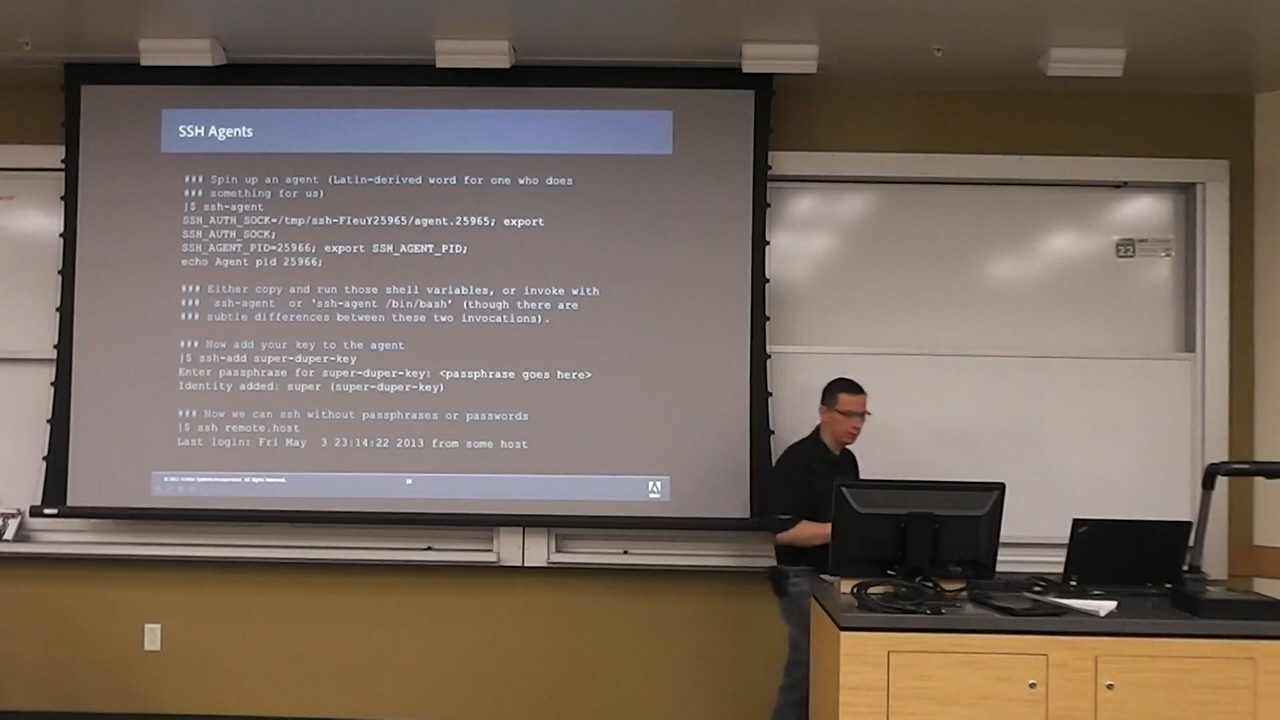 SSH Agents
### Spin up an agent (Latin-derived word for one who does
### something for us)
|$ ssh-agent
SSH_AUTH_SOCK=/tmp/ssh-FIeuY25965/agent.25965; export
SSH_AUTH_SOCK;
SSH_AGENT_PID=25966; export SSH_AGENT_PID;
echo Agent pid 25966;
### Either copy and run those shell variables, or invoke with
### `ssh-agent` or 'ssh-agent /bin/bash' (though there are
### subtle differences between these two invocations).
### Now add your key to the agent
|$ ssh-add super-duper-key
Enter passphrase for super-duper-key: <passphrase goes here>
Identity added: super (super-duper-key)
### Now we can ssh without passphrases or passwords
|$ ssh remote.host
Last login: Fri May  3 23:14:22 2013 from some host
Adobe
22